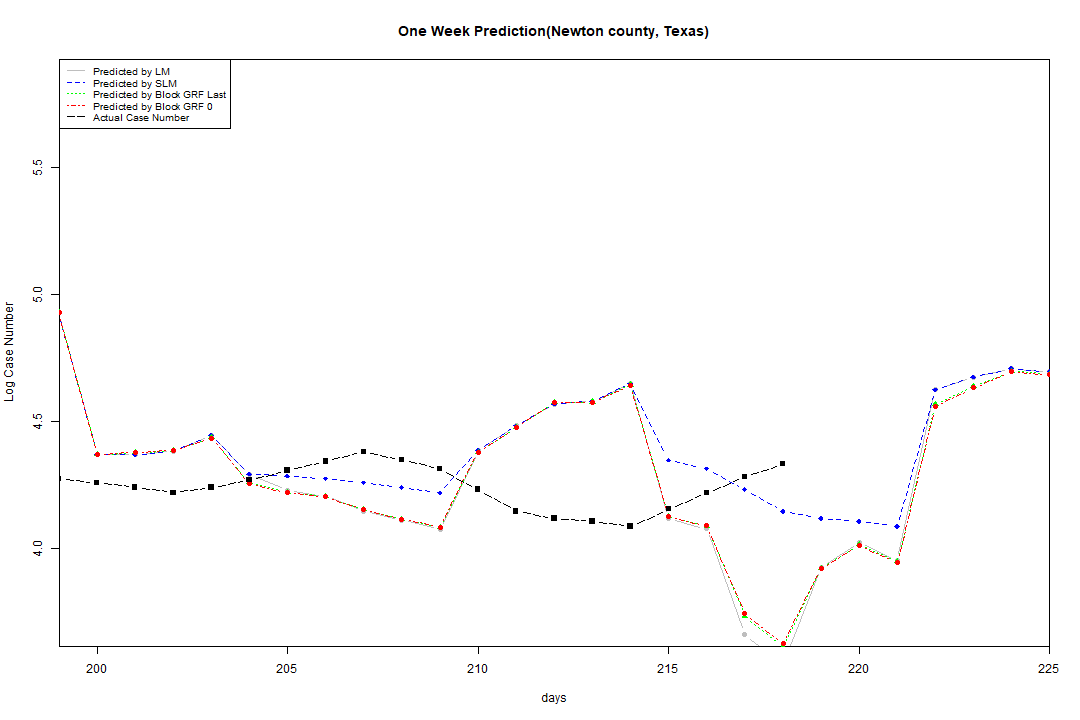 One Week Prediction(Newton county, Texas)
Predicted by LM
Predicted by SLM
Predicted by Block GRF Last
Predicted by Block GRF 0
Actual Case Number
5.5
5.0
4.5
4.0
Log Case Number
200 205 210 215 220 225
days